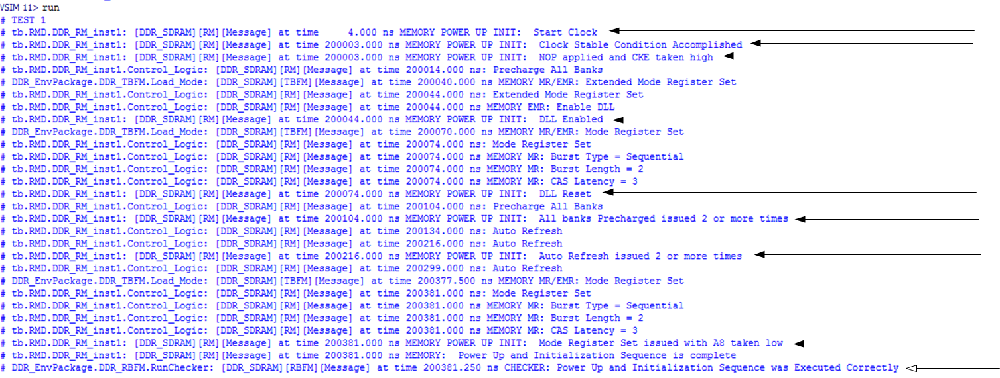 VSIM 11> run
# TEST 1
# tb.RMD.DDR_RM_inst1: [DDR_SDRAM][RM][Message] at time     4.000 ns MEMORY POWER UP INIT:  Start Clock
# tb.RMD.DDR_RM_inst1: [DDR_SDRAM][RM][Message] at time 200003.000 ns MEMORY POWER UP INIT:  Clock Stable Condition Accomplished
# tb.RMD.DDR_RM_inst1: [DDR_SDRAM][RM][Message] at time 200003.000 ns MEMORY POWER UP INIT:  NOP applied and CKE taken high
# tb.RMD.DDR_RM_inst1.Control_Logic: [DDR_SDRAM][RM][Message] at time 200014.000 ns: Precharge All Banks
# DDR_EnvPackage.DDR_TBFM.Load_Mode: [DDR_SDRAM][TBFM][Message] at time 200040.000 ns MEMORY MR/EMR: Extended Mode Register Set
# tb.RMD.DDR_RM_inst1.Control_Logic: [DDR_SDRAM][RM][Message] at time 200044.000 ns: Extended Mode Register Set
# tb.RMD.DDR_RM_inst1.Control_Logic: [DDR_SDRAM][RM][Message] at time 200044.000 ns MEMORY EMR: Enable DLL
# tb.RMD.DDR_RM_inst1: [DDR_SDRAM][RM][Message] at time 200044.000 ns MEMORY POWER UP INIT:  DLL Enabled
# DDR_EnvPackage.DDR_TBFM.Load_Mode: [DDR_SDRAM][TBFM][Message] at time 200070.000 ns MEMORY MR/EMR: Mode Register Set
# tb.RMD.DDR_RM_inst1.Control_Logic: [DDR_SDRAM][RM][Message] at time 200074.000 ns: Mode Register Set
# tb.RMD.DDR_RM_inst1.Control_Logic: [DDR_SDRAM][RM][Message] at time 200074.000 ns MEMORY MR: Burst Type = Sequential
# tb.RMD.DDR_RM_inst1.Control_Logic: [DDR_SDRAM][RM][Message] at time 200074.000 ns MEMORY MR: Burst Length = 2
# tb.RMD.DDR_RM_inst1.Control_Logic: [DDR_SDRAM][RM][Message] at time 200074.000 ns MEMORY MR: CAS Latency = 3
# tb.RMD.DDR_RM_inst1: [DDR_SDRAM][RM][Message] at time 200074.000 ns MEMORY POWER UP INIT:  DLL Reset
# tb.RMD.DDR_RM_inst1.Control_Logic: [DDR_SDRAM][RM][Message] at time 200104.000 ns: Precharge All Banks
# tb.RMD.DDR_RM_inst1: [DDR_SDRAM][RM][Message] at time 200104.000 ns MEMORY POWER UP INIT:  All banks Precharged issued 2 or more times
# tb.RMD.DDR_RM_inst1.Control_Logic: [DDR_SDRAM][RM][Message] at time 200134.000 ns: Auto Refresh
# tb.RMD.DDR_RM_inst1.Control_Logic: [DDR_SDRAM][RM][Message] at time 200216.000 ns: Auto Refresh
# tb.RMD.DDR_RM_inst1: [DDR_SDRAM][RM][Message] at time 200216.000 ns MEMORY POWER UP INIT:  Auto Refresh issued 2 or more times
# tb.RMD.DDR_RM_inst1.Control_Logic: [DDR_SDRAM][RM][Message] at time 200299.000 ns: Auto Refresh
# DDR_EnvPackage.DDR_TBFM.Load_Mode: [DDR_SDRAM][TBFM][Message] at time 200377.500 ns MEMORY MR/EMR: Mode Register Set
# tb.RMD.DDR_RM_inst1.Control_Logic: [DDR_SDRAM][RM][Message] at time 200381.000 ns: Mode Register Set
# tb.RMD.DDR_RM_inst1.Control_Logic: [DDR_SDRAM][RM][Message] at time 200381.000 ns MEMORY MR: Burst Type = Sequential
# tb.RMD.DDR_RM_inst1.Control_Logic: [DDR_SDRAM][RM][Message] at time 200381.000 ns MEMORY MR: Burst Length = 2
# tb.RMD.DDR_RM_inst1.Control_Logic: [DDR_SDRAM][RM][Message] at time 200381.000 ns MEMORY MR: CAS Latency = 3
# tb.RMD.DDR_RM_inst1: [DDR_SDRAM][RM][Message] at time 200381.000 ns MEMORY POWER UP INIT:  Mode Register Set issued with A8 taken low
# tb.RMD.DDR_RM_inst1: [DDR_SDRAM][RM][Message] at time 200381.000 ns MEMORY:  Power Up and Initialization Sequence is complete
# DDR_EnvPackage.DDR_RBFM.RunChecker: [DDR_SDRAM][RBFM][Message] at time 200381.250 ns CHECKER: Power Up and Initialization Sequence was Executed Correctly